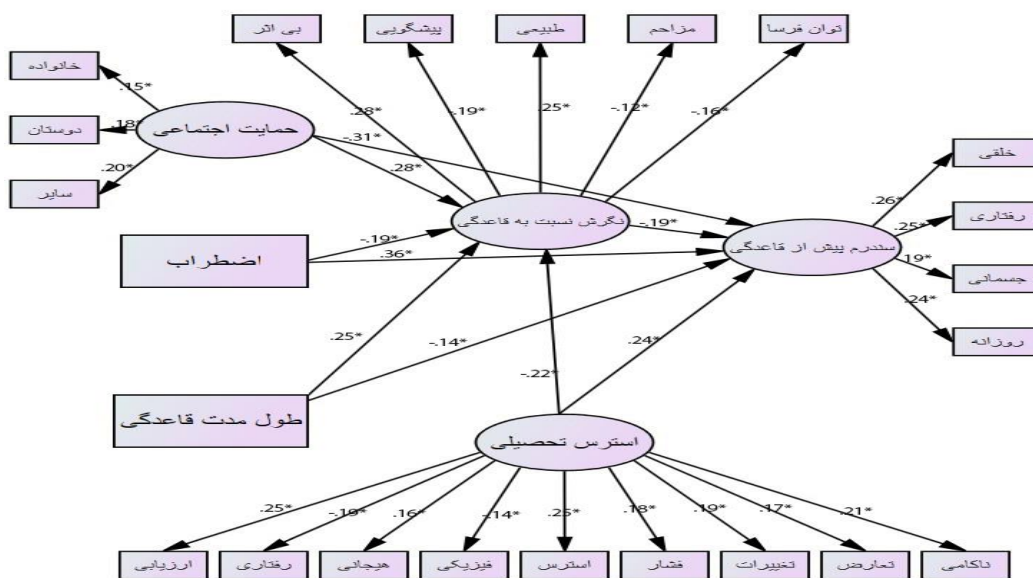 توان فرسا
مزاحم
طبیعی
پیشگویی
بی اثر
خانواده
دوستان
سایر
.15*
.18*
.20*
حمایت اجتماعی
.28*
-.19*
.25*
-.12*
-.16*
-.31*
.28*
نگرش نسبت به قاعدگی
-.19*
سندرم پیش از قاعدگی
خلقی
رفتاری
جسمانی
روزانه
.26*
.25*
.19*
.24*
اضطراب
-.19*
.36*
طول مدت قاعدگی
.25*
-.14*
-.22*
.24*
استرس تحصیلی
.25*
-.19*
.16*
-.14*
.25*
.18*
.19*
.17*
.21*
ناکامی
تعارض
تغییرات
فشار
استرس
فیزیکی
هیجانی
رفتاری
ارزیابی